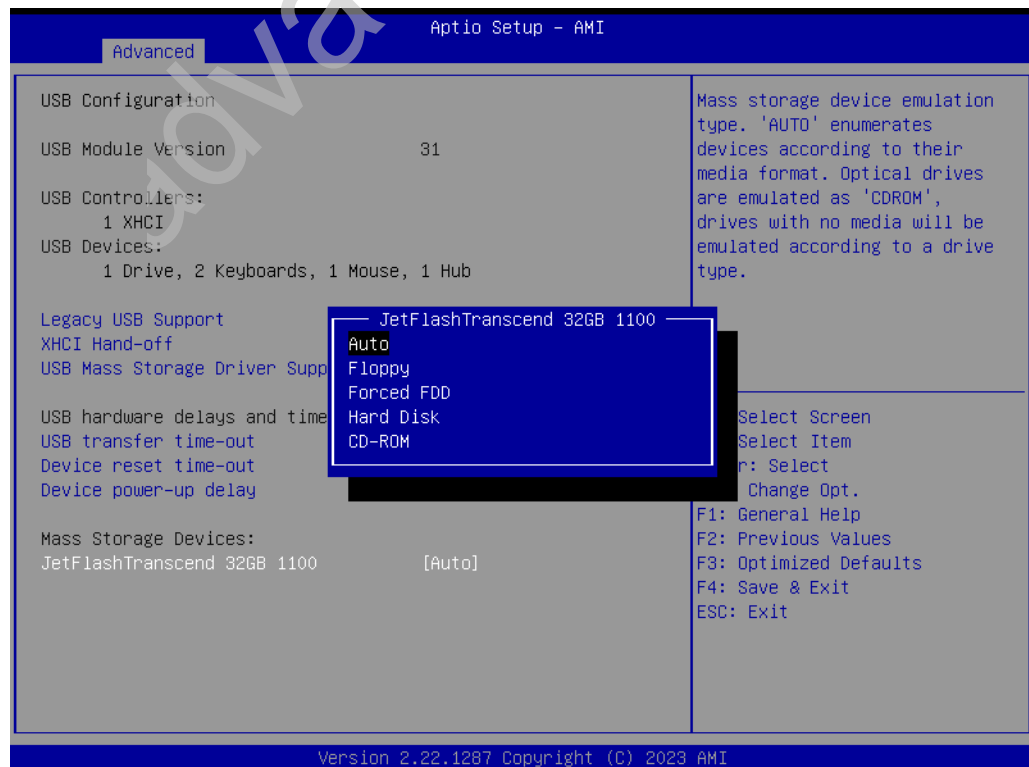 Aptio Setup – AMI
Advanced
USB Configuration
USB Module Version 31
USB Controllers:
1 XHCI
USB Devices:
1 Drive, 2 Keyboards, 1 Mouse, 1 Hub
Legacy USB Support
XHCI Hand-off
USB Mass Storage Driver Supp
USB hardware delays and time
USB transfer time-out
Device reset time-out
Device power-up delay
Mass Storage Devices:
JetFlashTranscend 32GB 1100 [Auto]
JetFlashTranscend 32GB 1100
Auto
Floppy
Forced FDD
Hard Disk
CD-ROM
Mass storage device emulation
type. 'AUTO' enumerates
devices according to their
media format. Optical drives
are emulated as 'CDROM',
drives with no media will be
emulated according to a drive
type.
Select Screen
Select Item
r: Select
Change Opt.
F1: General Help
F2: Previous Values
F3: Optimized Defaults
F4: Save & Exit
ESC: Exit
Version 2.22.1287 Copyright (C) 2023 AMI